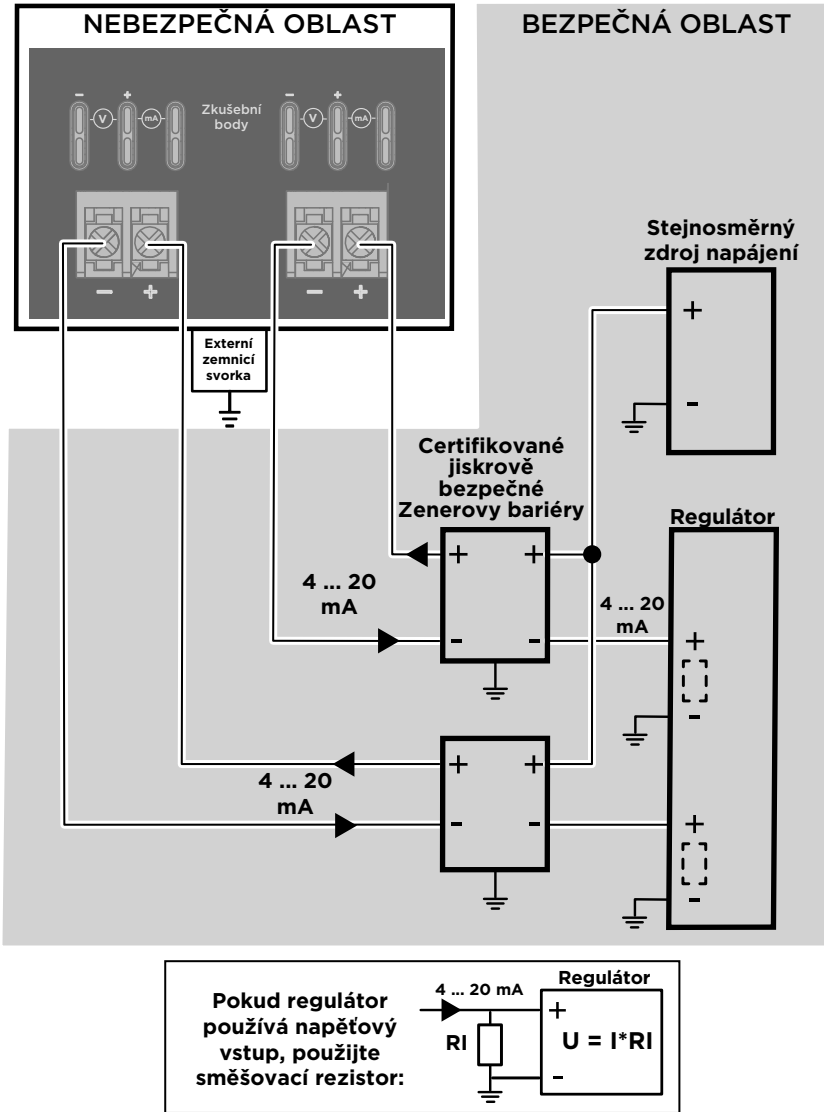 NEBEZPEČNÁ OBLAST
BEZPEČNÁ OBLAST
- + - +
V mA V mA
Zkušební
body
- + - +
Externí
zemnicí
svorka
Stejnosměrný
zdroj napájení
+
-
Certifikované
jiskrově
bezpečné
Zenerovy bariéry
Regulátor
+ +
4 ... 20
mA
- -
4 ... 20
mA
+
-
+ +
4 ... 20
mA
- -
+
-
Pokud regulátor
používá napěťový
vstup, použijte
směšovací rezistor:
4 ... 20 mA
Regulátor
+
RI
U = I*RI
-